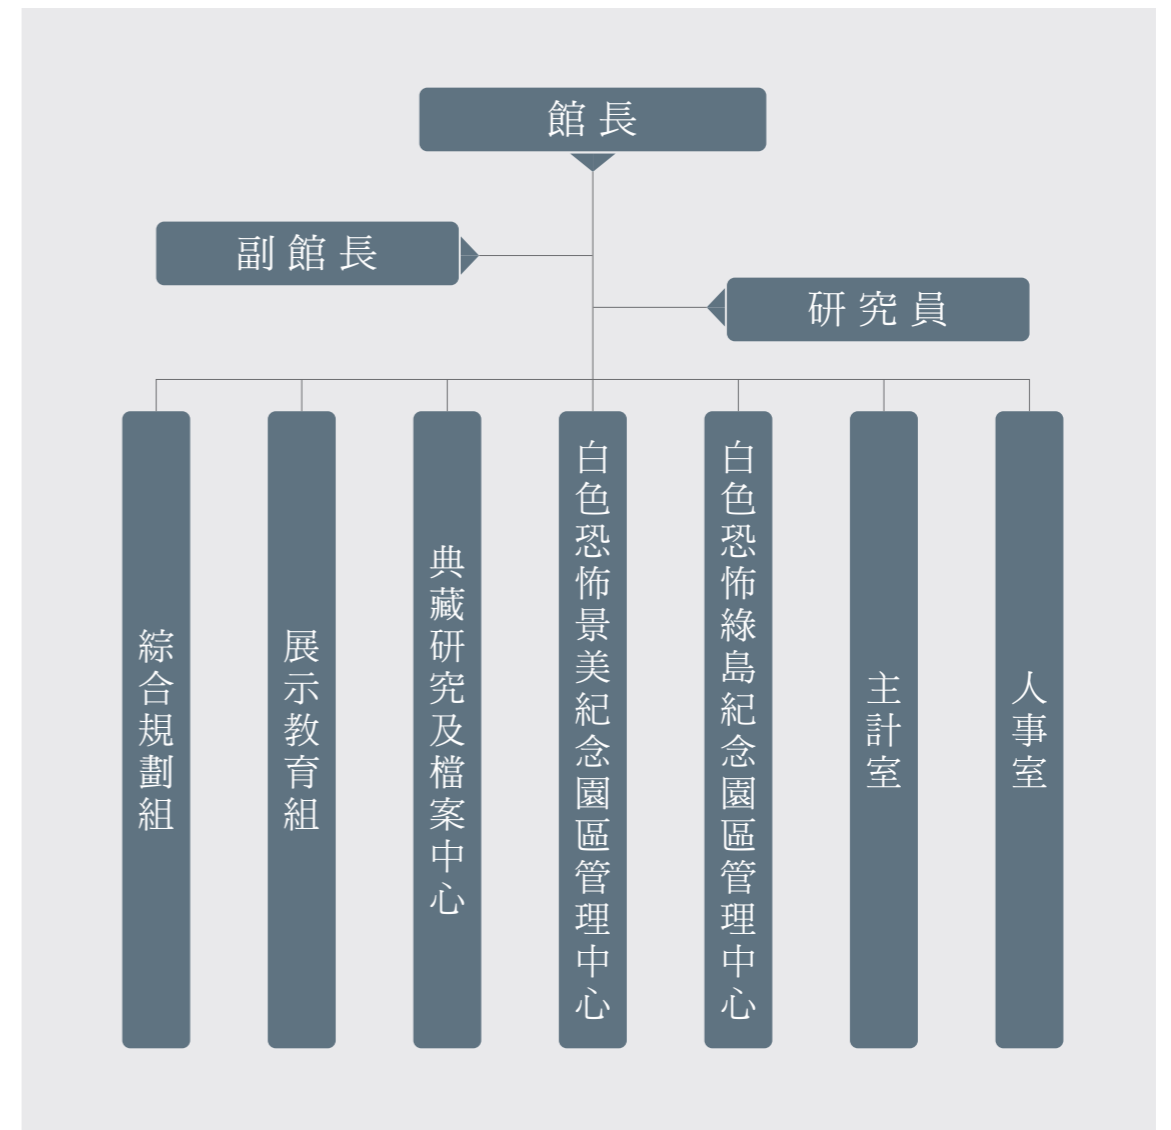 館長
副館長
研究員
綜合規劃組
展示教育組
典藏研究及檔案中心
白色恐怖景美紀念園區管理中心
白色恐怖綠島紀念園區管理中心
主計室
人事室